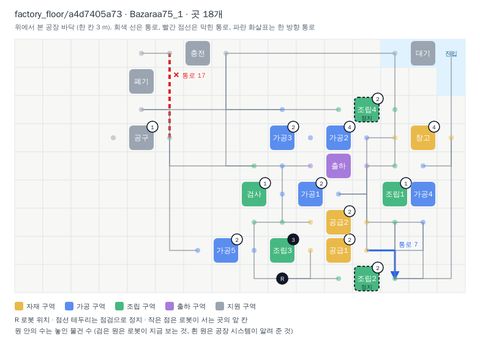 factory_floor/a4d7405a73 · Bazaraa75_1 · 곳 18개
위에서 본 공장 바닥 (한 칸 3 m). 회색 선은 통로, 빨간 점선은 막힌 통로, 파란 화살표는 한 방향 통로
충전 대기 진입
✕ 통로 17
폐기
2
조립4
정지
1 2 2 2
공구 가공3 가공2 창고
출하
1 2 1
검사 가공1 조립1 가공4
2
공급2
2 3 2 통로 7
가공5 조립3 공급1
2
R 조립2
정지
자재 구역 가공 구역 조립 구역 출하 구역 지원 구역
R 로봇 위치 · 점선 테두리는 점검으로 정지 · 작은 점은 로봇이 서는 곳의 앞 칸
원 안의 수는 놓인 물건 수 (검은 원은 로봇이 지금 보는 것, 흰 원은 공장 시스템이 알려 준 것)